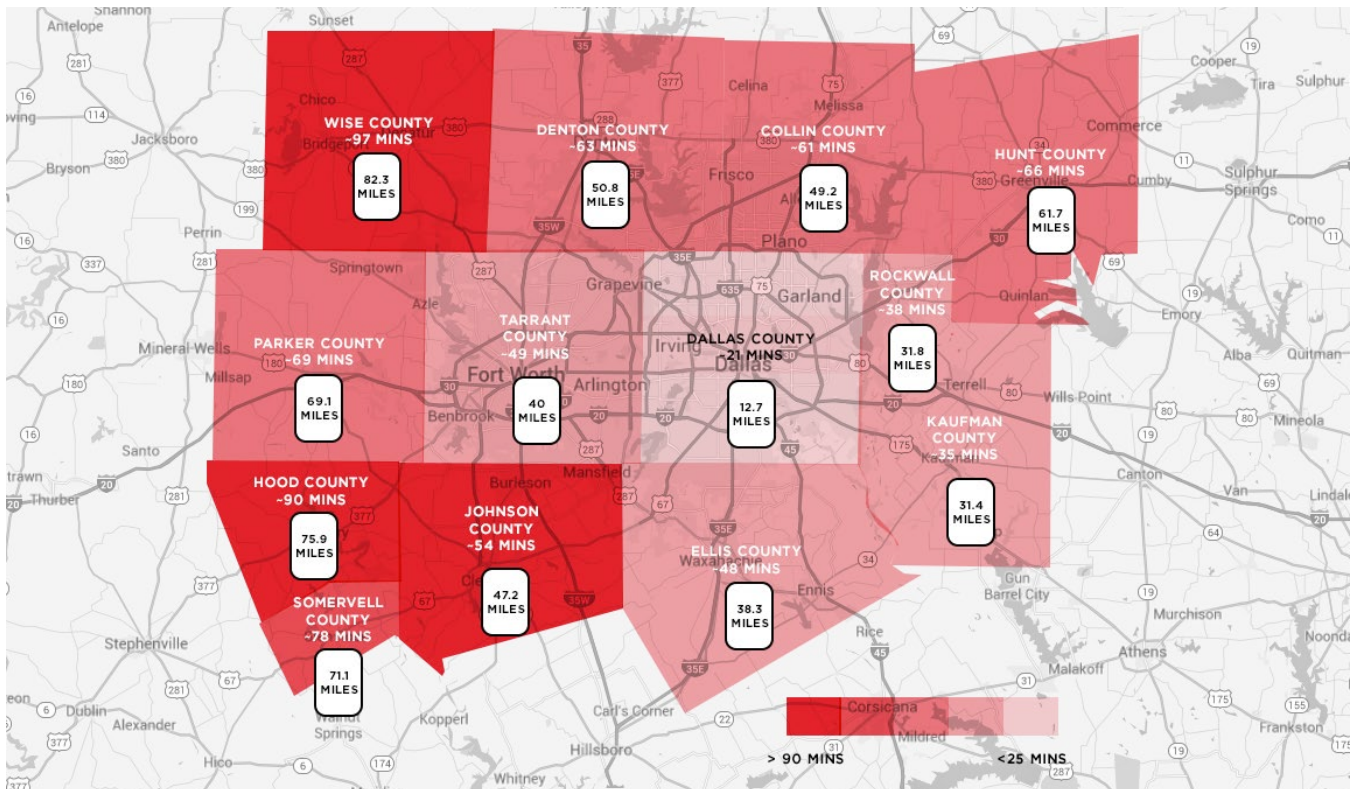 Sunset
Antelope
Shannon
Chico
Jacksboro
Bryson
Bridgeport
WISE COUNTY
~97 MINS
82.3
MILES
DENTON COUNTY
~63 MINS
50.8
MILES
Celina
Melissa
COLLIN COUNTY
~61 MINS
49.2
MILES
Frisco
Plano
Cooper
Tira
Sulphur
Commerce
HUNT COUNTY
~66 MINS
Greenville
61.7
MILES
Cumby
Sulphur
Springs
Como
Perrin
Springtown
Azle
Grapevine
Garland
ROCKWALL
COUNTY
~38 MINS
31.8
MILES
Quinlan
Emory
Mineral Wells
Millsap
PARKER COUNTY
~69 MINS
69.1
MILES
TARRANT
COUNTY
~49 MINS
Fort Worth
Arlington
Benbrook
40
MILES
Irving
DALLAS COUNTY
~21 MINS
Dallas
12.7
MILES
Terrell
Wills Point
Alba
Quitman
Mineola
Santo
Thurber
Mansfield
Burleson
KAUFMAN
COUNTY
~35 MINS
Kaufman
31.4
MILES
Canton
Van
Lindale
HOOD COUNTY
~90 MINS
75.9
MILES
JOHNSON
COUNTY
~54 MINS
47.2
MILES
ELLIS COUNTY
Waxahachie
~48 MINS
38.3
MILES
Ennis
Gun
Barrel City
Murchison
SOMERVELL
COUNTY
~78 MINS
71.1
MILES
Stephenville
Rice
Athens
Malakoff
Dublin
Alexander
Walnut
Springs
Kopperl
Carl's Corner
Corsicana
Mildred
Frankston
Hico
Hillsboro
Whitney
> 90 MINS
<25 MINS